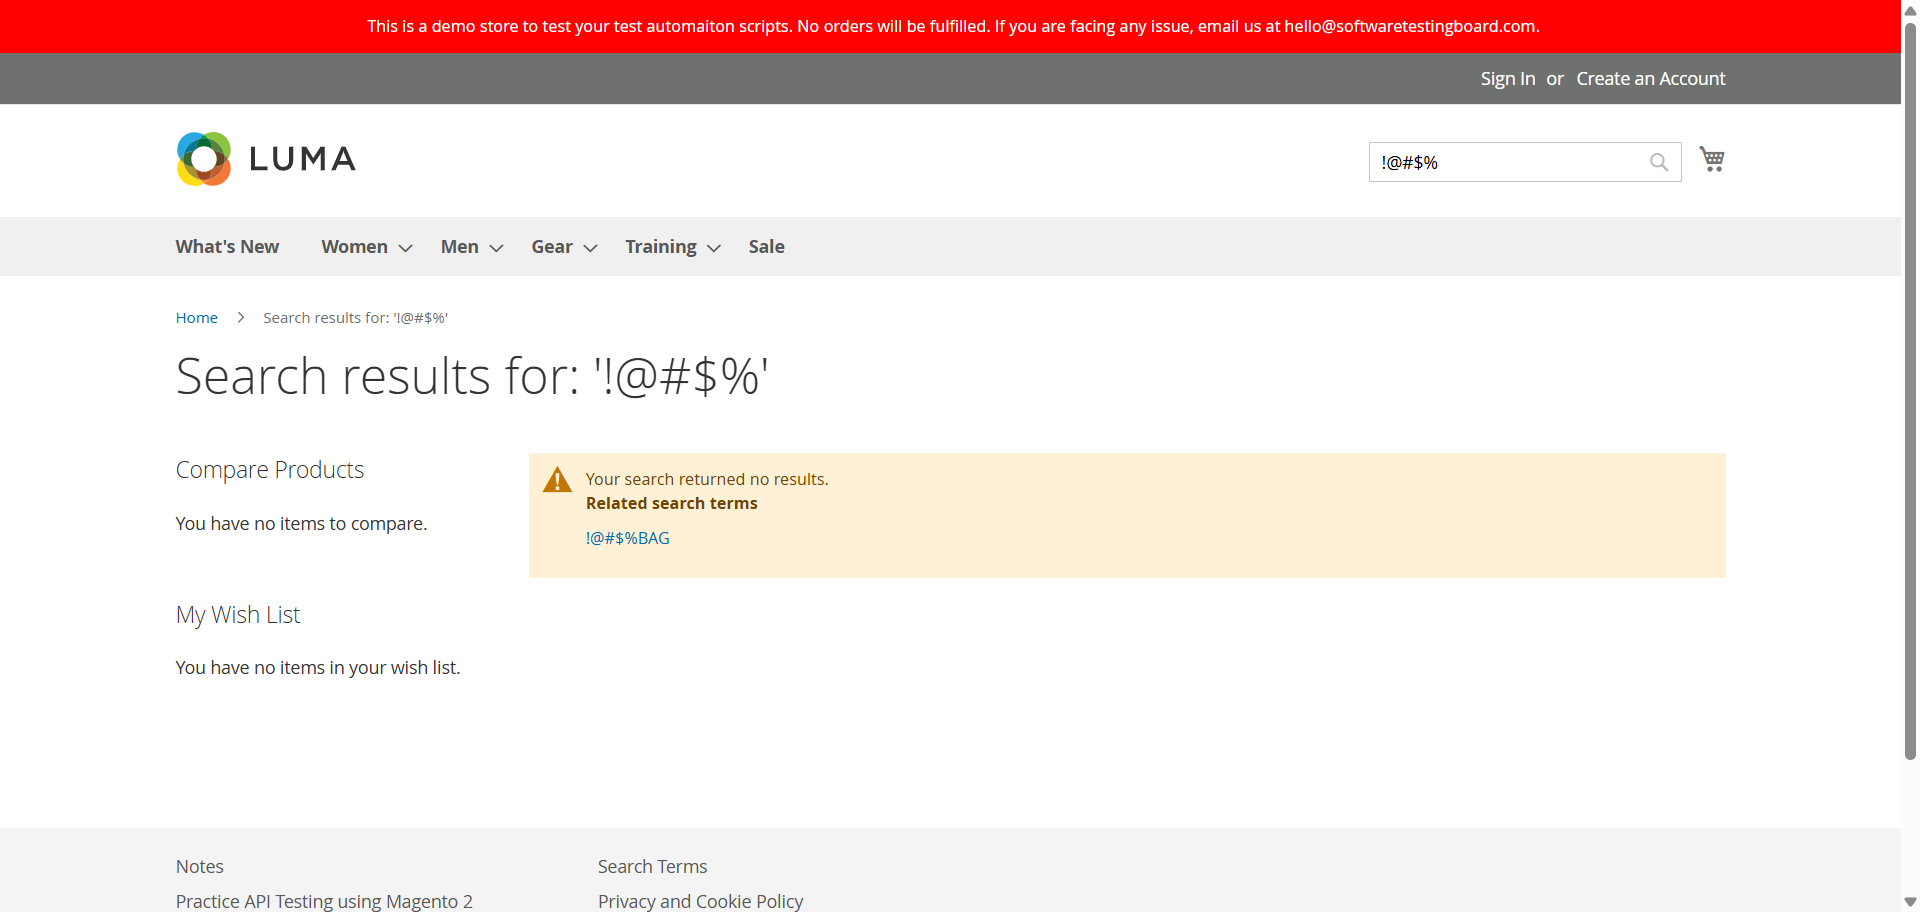 This is a demo store to test your test automaiton scripts. No orders will be fulfilled. If you are facing any issue, email us at hello@softwaretestingboard.com.
Sign In or Create an Account
LUMA
!@#$%
What's New Women Men Gear Training Sale
Home Search results for: '!@#$%'
Search results for: '!@#$%'
Compare Products
You have no items to compare.
Your search returned no results.
Related search terms
!@#$%BAG
My Wish List
You have no items in your wish list.
Notes
Search Terms
Practice API Testing using Magento 2
Privacy and Cookie Policy